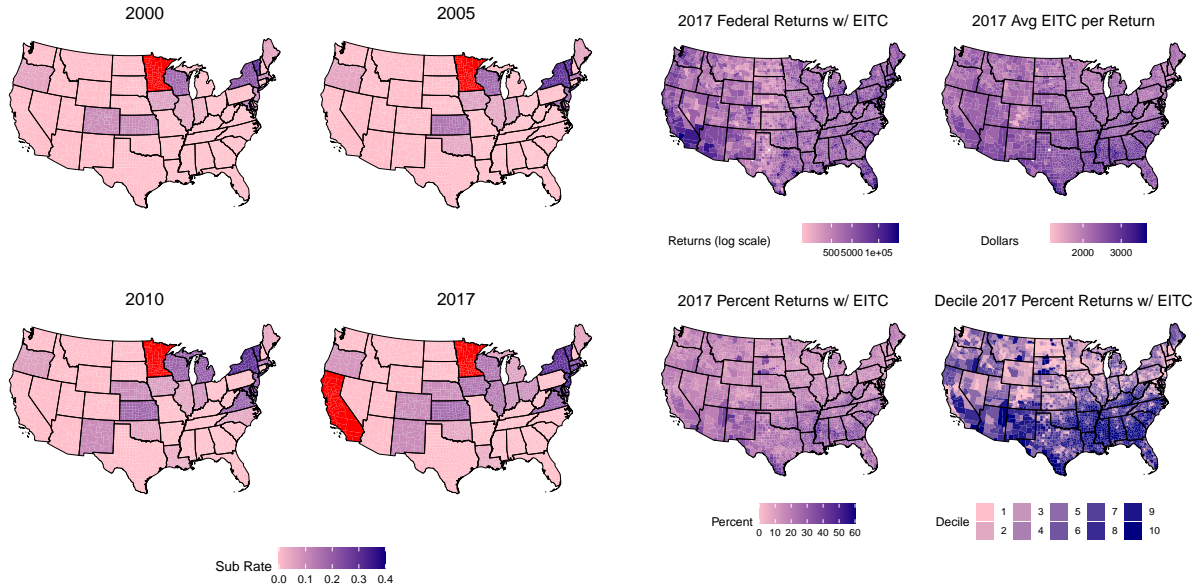 2000
2005
2010
2017
Sub Rate
0.0 0.1 0.2 0.3 0.4
2017 Federal Returns w/ EITC
2017 Avg EITC per Return
Returns (log scale)
500 5000 1e+05
Dollars
2000 3000
2017 Percent Returns w/ EITC
Decile 2017 Percent Returns w/ EITC
Percent
0 10 20 30 40 50 60
Decile
1 3 5 7 9
2 4 6 8 10